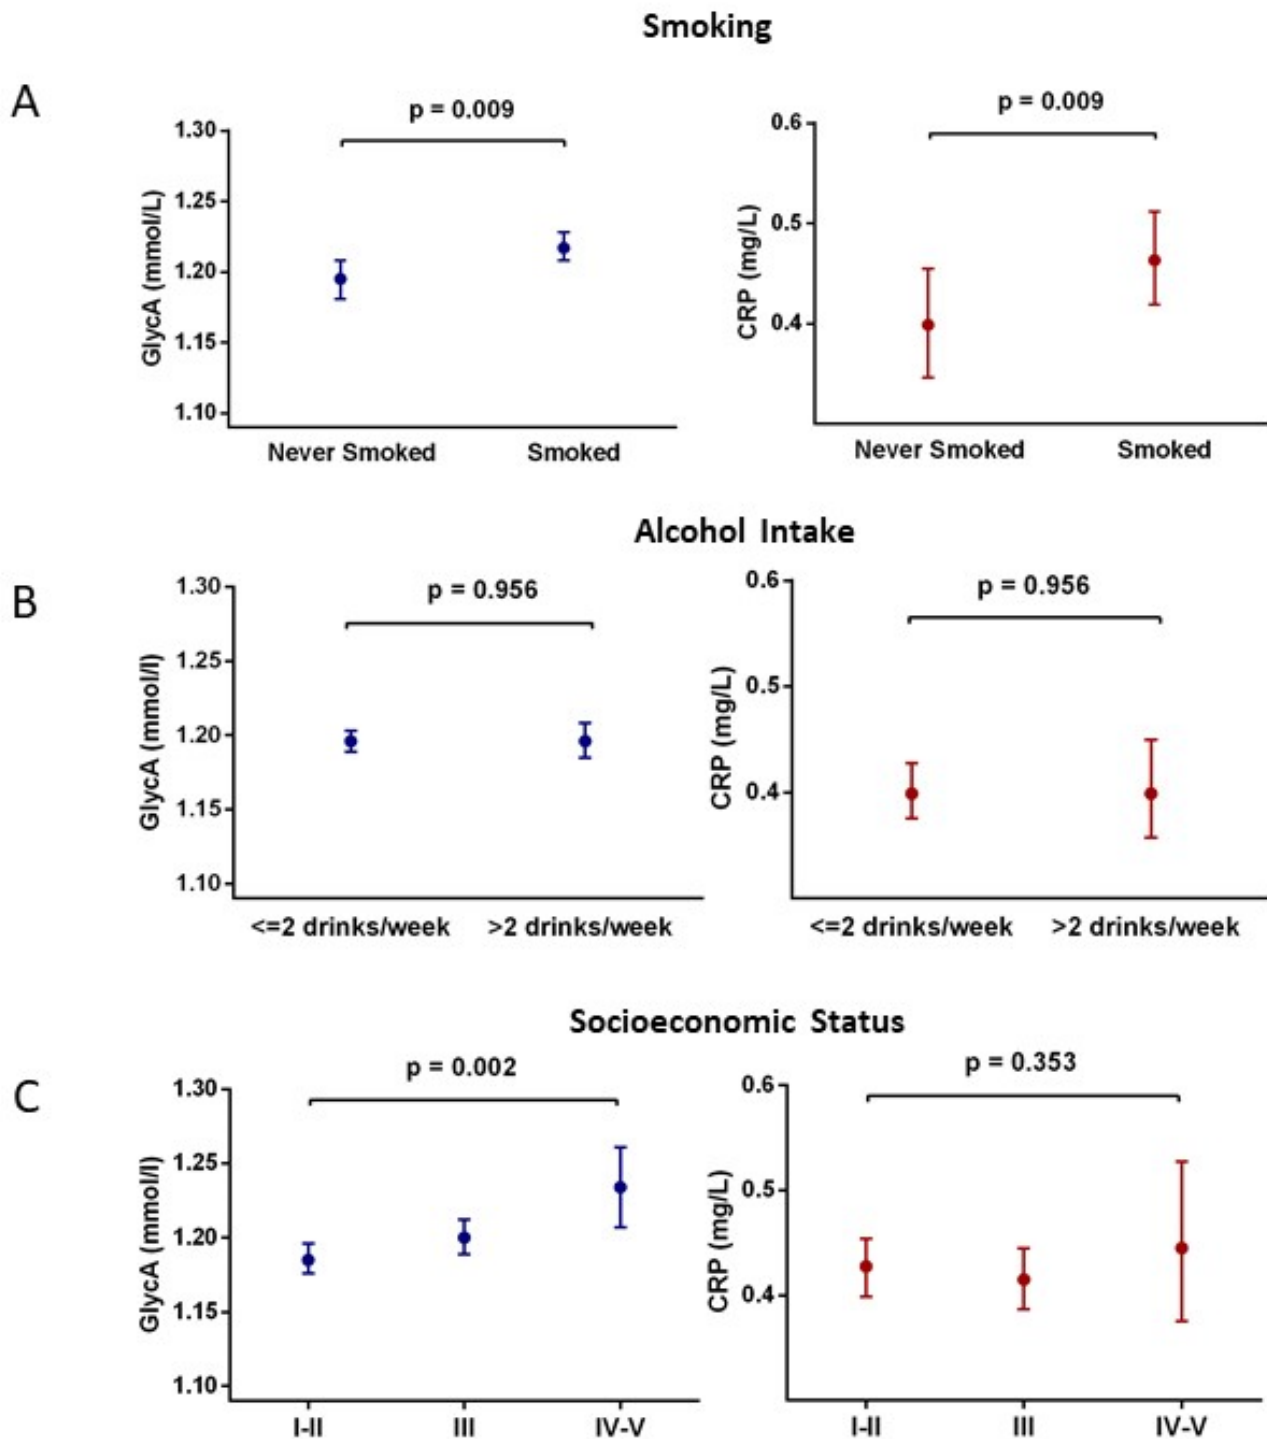 Smoking
A
p = 0.009
GlycA (mmol/L)
1.30
1.25
1.20
1.15
1.10
Never Smoked
Smoked
p = 0.009
CRP (mg/L)
0.6
0.5
0.4
Never Smoked
Smoked
Alcohol Intake
B
p = 0.956
GlycA (mmol/l)
1.30
1.25
1.20
1.15
1.10
<=2 drinks/week
>2 drinks/week
p = 0.956
CRP (mg/L)
0.6
0.5
0.4
<=2 drinks/week
>2 drinks/week
Socioeconomic Status
C
p = 0.002
GlycA (mmol/l)
1.30
1.25
1.20
1.15
1.10
I-II
III
IV-V
p = 0.353
CRP (mg/L)
0.6
0.5
0.4
I-II
III
IV-V